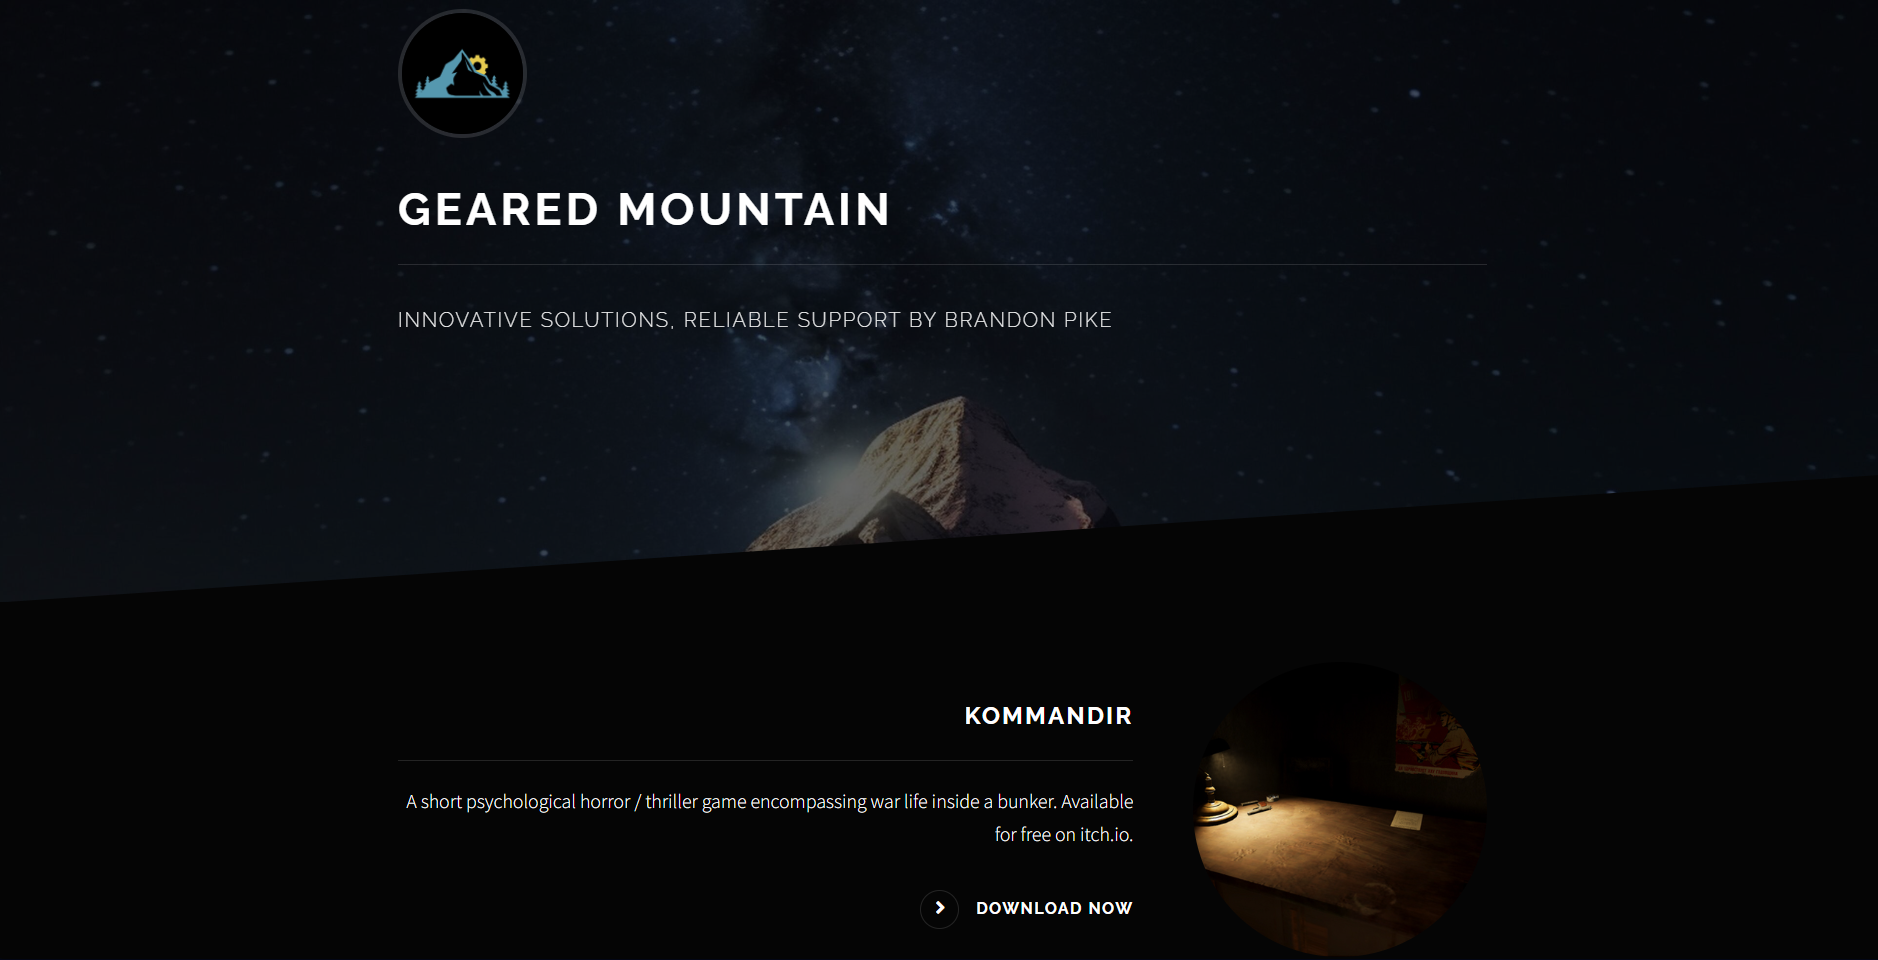 GEARED MOUNTAIN
INNOVATIVE SOLUTIONS, RELIABLE SUPPORT BY BRANDON PIKE
KOMMANDIR
A short psychological horror / thriller game encompassing war life inside a bunker. Available
for free on itch.io.
DOWNLOAD NOW